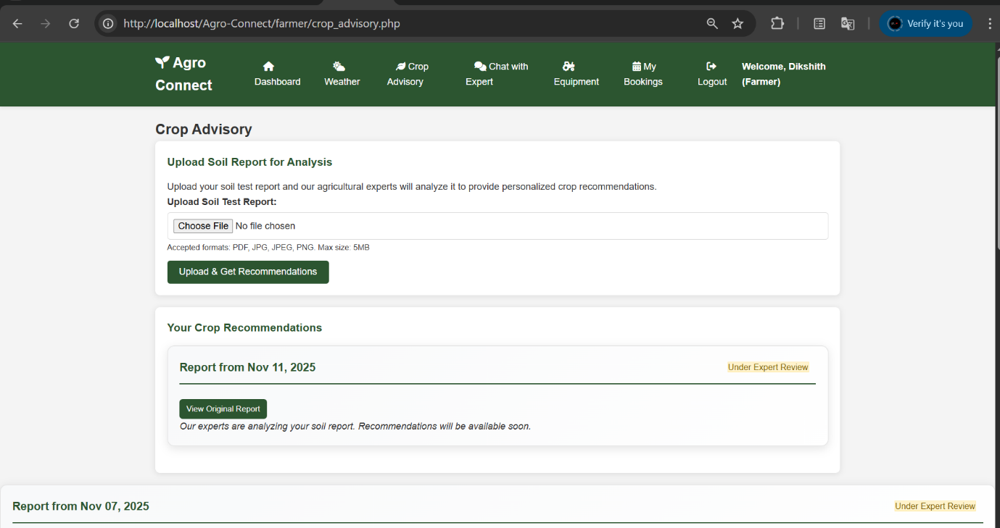 http://localhost/Agro-Connect/farmer/crop_advisory.php
Verify it's you
Agro
Connect
Dashboard
Weather
Crop
Advisory
Chat with
Expert
Equipment
My
Bookings
Logout
Welcome, Dikshith
(Farmer)
Crop Advisory
Upload Soil Report for Analysis
Upload your soil test report and our agricultural experts will analyze it to provide personalized crop recommendations.
Upload Soil Test Report:
Choose File No file chosen
Accepted formats: PDF, JPG, JPEG, PNG. Max size: 5MB
Upload & Get Recommendations
Your Crop Recommendations
Report from Nov 11, 2025
Under Expert Review
View Original Report
Our experts are analyzing your soil report. Recommendations will be available soon.
Report from Nov 07, 2025
Under Expert Review